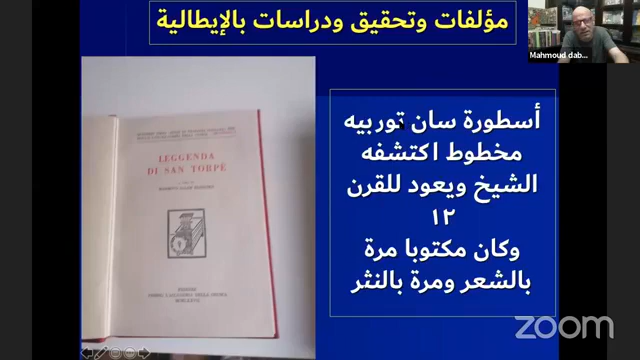 مؤلفات وتحقيق ودراسات بالإيطالية
Mahmoud dab...
LEGGENDA
DI SAN TORPÈ
أسطورة سان توربيه
مخطوط اكتشفه
الشيخ ويعود للقرن
١٢
وكان مكتوبا مرة
بالشعر ومرة بالنثر
zoom